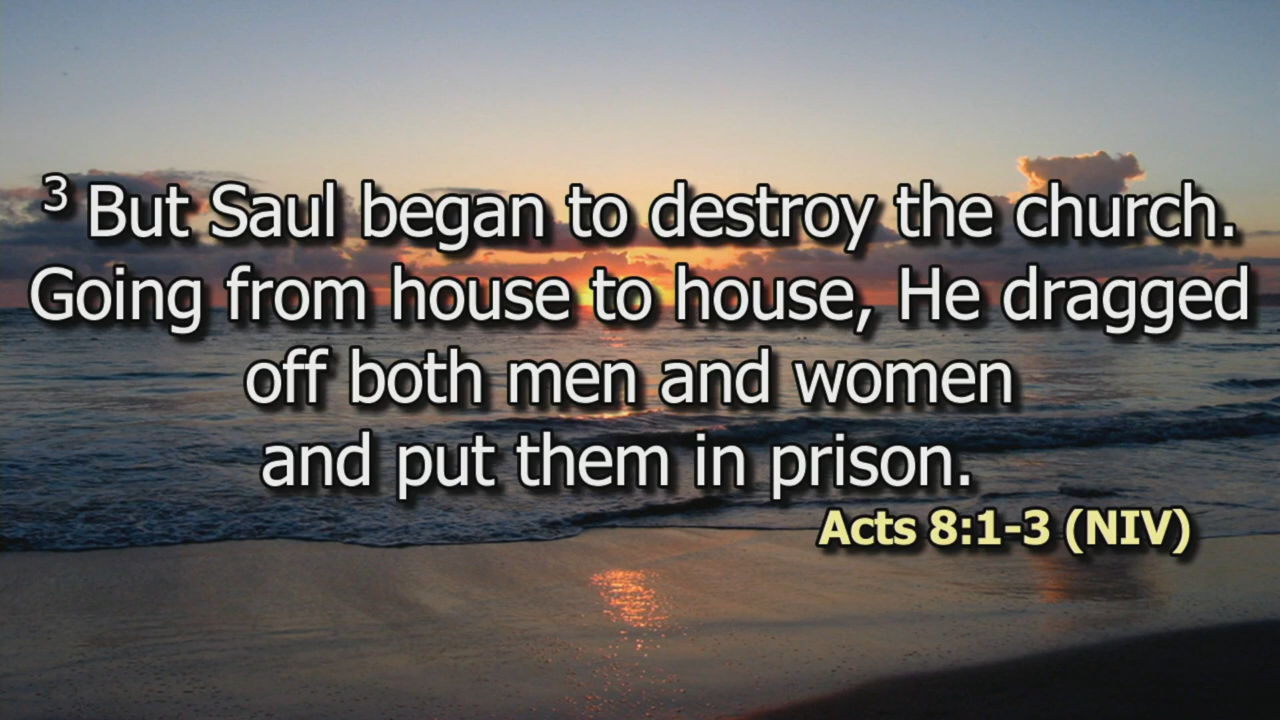 3 But Saul began to destroy the church.
Going from house to house, He dragged
off both men and women
and put them in prison.
Acts 8:1-3 (NIV)